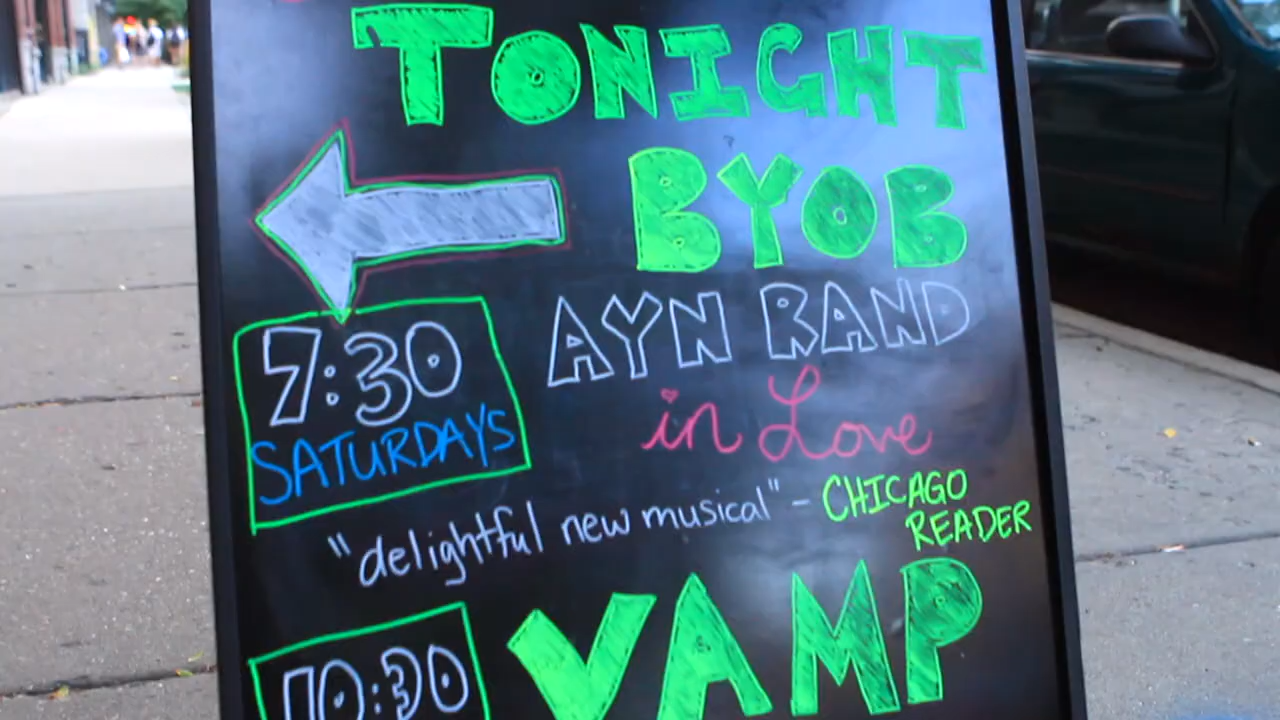 TONIGHT
BYOB
7:30
SATURDAYS
AYN RAND
in Love
"delightful new musical" - CHICAGO
READER
10:30
VAMP